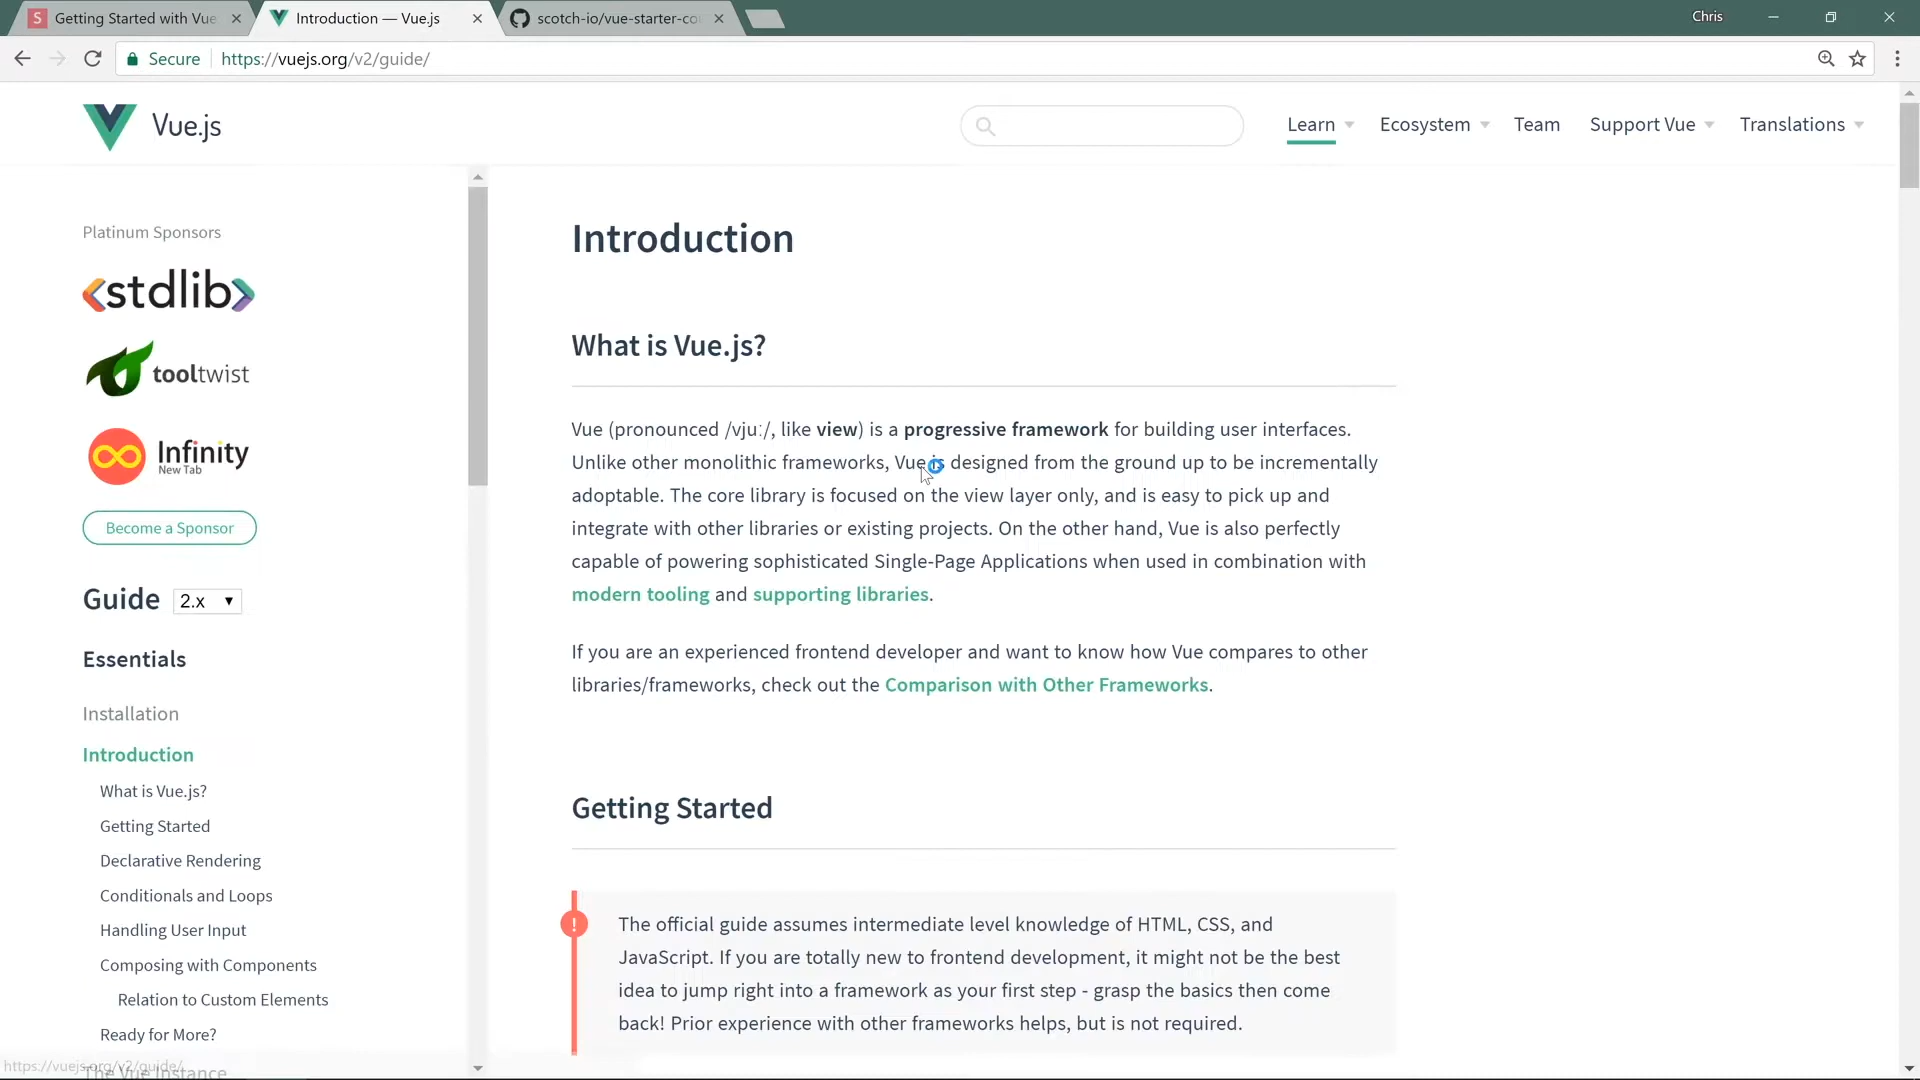 Getting Started with Vue
Introduction — Vue.js
scotch-io/vue-starter-co
Chris
Secure
https://vuejs.org/v2/guide/
Vue.js
Learn
Ecosystem
Team
Support Vue
Translations
Platinum Sponsors
<stdlib>
tooltwist
Infinity
New Tab
Become a Sponsor
Guide 2.x
Essentials
Installation
Introduction
What is Vue.js?
Getting Started
Declarative Rendering
Conditionals and Loops
Handling User Input
Composing with Components
Relation to Custom Elements
Ready for More?
The Vue Instance
https://vuejs.org/v2/guide/
Introduction
What is Vue.js?
Vue (pronounced /vjuː/, like view) is a progressive framework for building user interfaces.
Unlike other monolithic frameworks, Vue is designed from the ground up to be incrementally
adoptable. The core library is focused on the view layer only, and is easy to pick up and
integrate with other libraries or existing projects. On the other hand, Vue is also perfectly
capable of powering sophisticated Single-Page Applications when used in combination with
modern tooling and supporting libraries.
If you are an experienced frontend developer and want to know how Vue compares to other
libraries/frameworks, check out the Comparison with Other Frameworks.
Getting Started
The official guide assumes intermediate level knowledge of HTML, CSS, and
JavaScript. If you are totally new to frontend development, it might not be the best
idea to jump right into a framework as your first step - grasp the basics then come
back! Prior experience with other frameworks helps, but is not required.